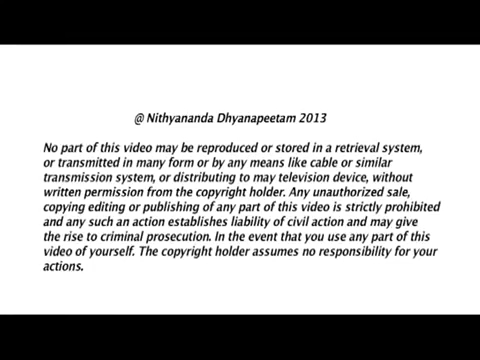 @ Nithyananda Dhyanapeetam 2013
No part of this video may be reproduced or stored in a retrieval system,
or transmitted in many form or by any means like cable or similar
transmission system, or distributing to may television device, without
written permission from the copyright holder. Any unauthorized sale,
copying editing or publishing of any part of this video is strictly prohibited
and any such an action establishes liability of civil action and may give
the rise to criminal prosecution. In the event that you use any part of this
video of yourself. The copyright holder assumes no responsibility for your
actions.